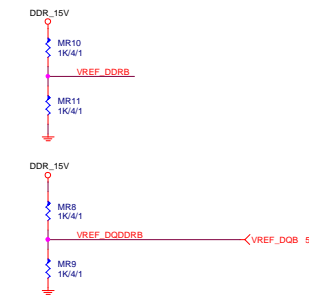 DDR_15V
MR10
1K/4/1
VREF_DDRB
MR11
1K/4/1
DDR_15V
MR8
1K/4/1
VREF_DQDDRB
VREF_DQB 5
MR9
1K/4/1